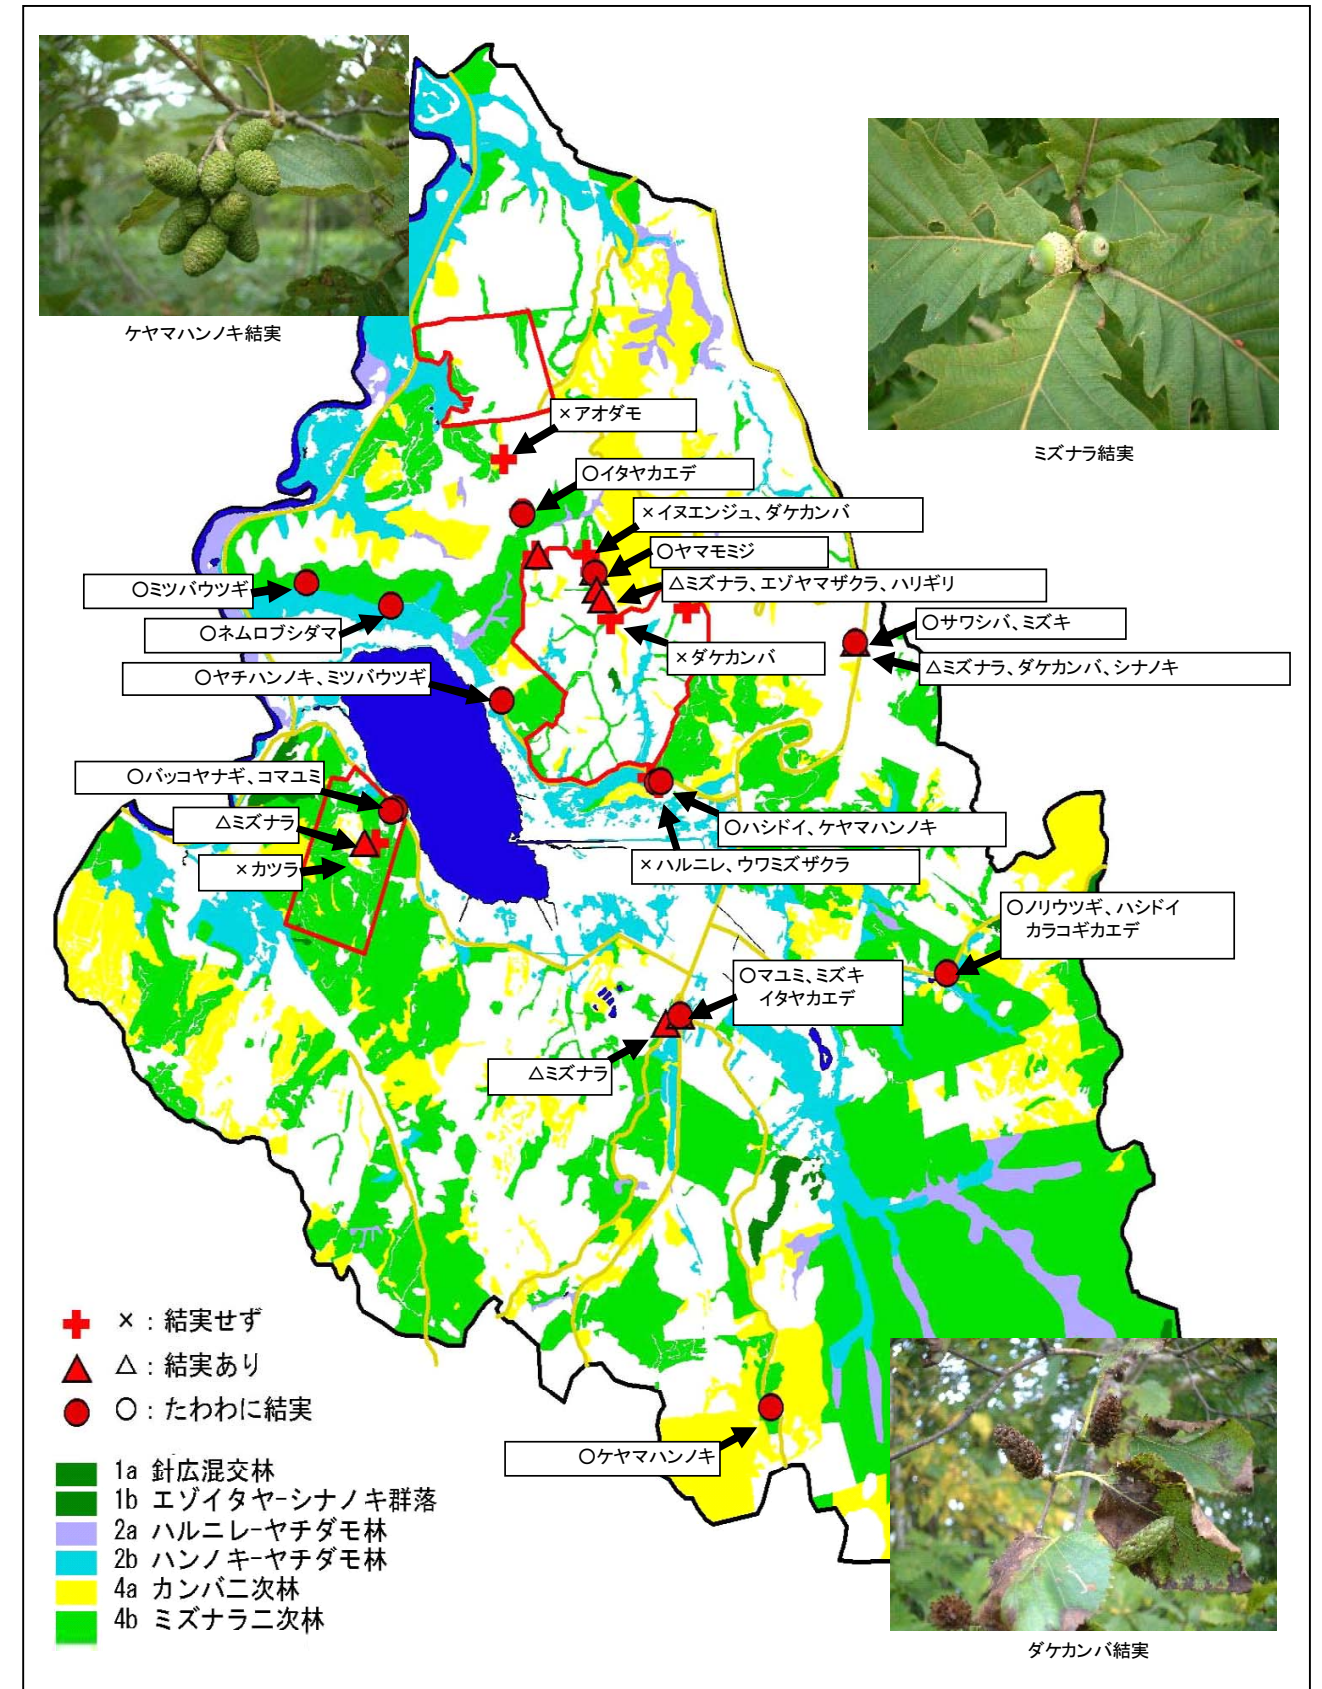 ケヤマハンノキ結実
ミズナラ結実
×アオダモ
○イタヤカエデ
×イヌエンジュ、ダケカンバ
○ヤマモミジ
△ミズナラ、エゾヤマザクラ、ハリギリ
○ミツバウツギ
○ネムロブシダマ
○サワシバ、ミズキ
×ダケカンバ
△ミズナラ、ダケカンバ、シナノキ
○ヤチハンノキ、ミツバウツギ
○バッコヤナギ、コマユミ
△ミズナラ
○ハシドイ、ケヤマハンノキ
×カツラ
×ハルニレ、ウワミズザクラ
○ノリウツギ、ハシドイ
カラコギカエデ
○マユミ、ミズキ
イタヤカエデ
△ミズナラ
×：結実せず
△：結実あり
○：たわわに結実
○ケヤマハンノキ
1a 針広混交林
1b エゾイタヤ-シナノキ群落
2a ハルニレ-ヤチダモ林
2b ハンノキ-ヤチダモ林
4a カンバ二次林
4b ミズナラ二次林
ダケカンバ結実